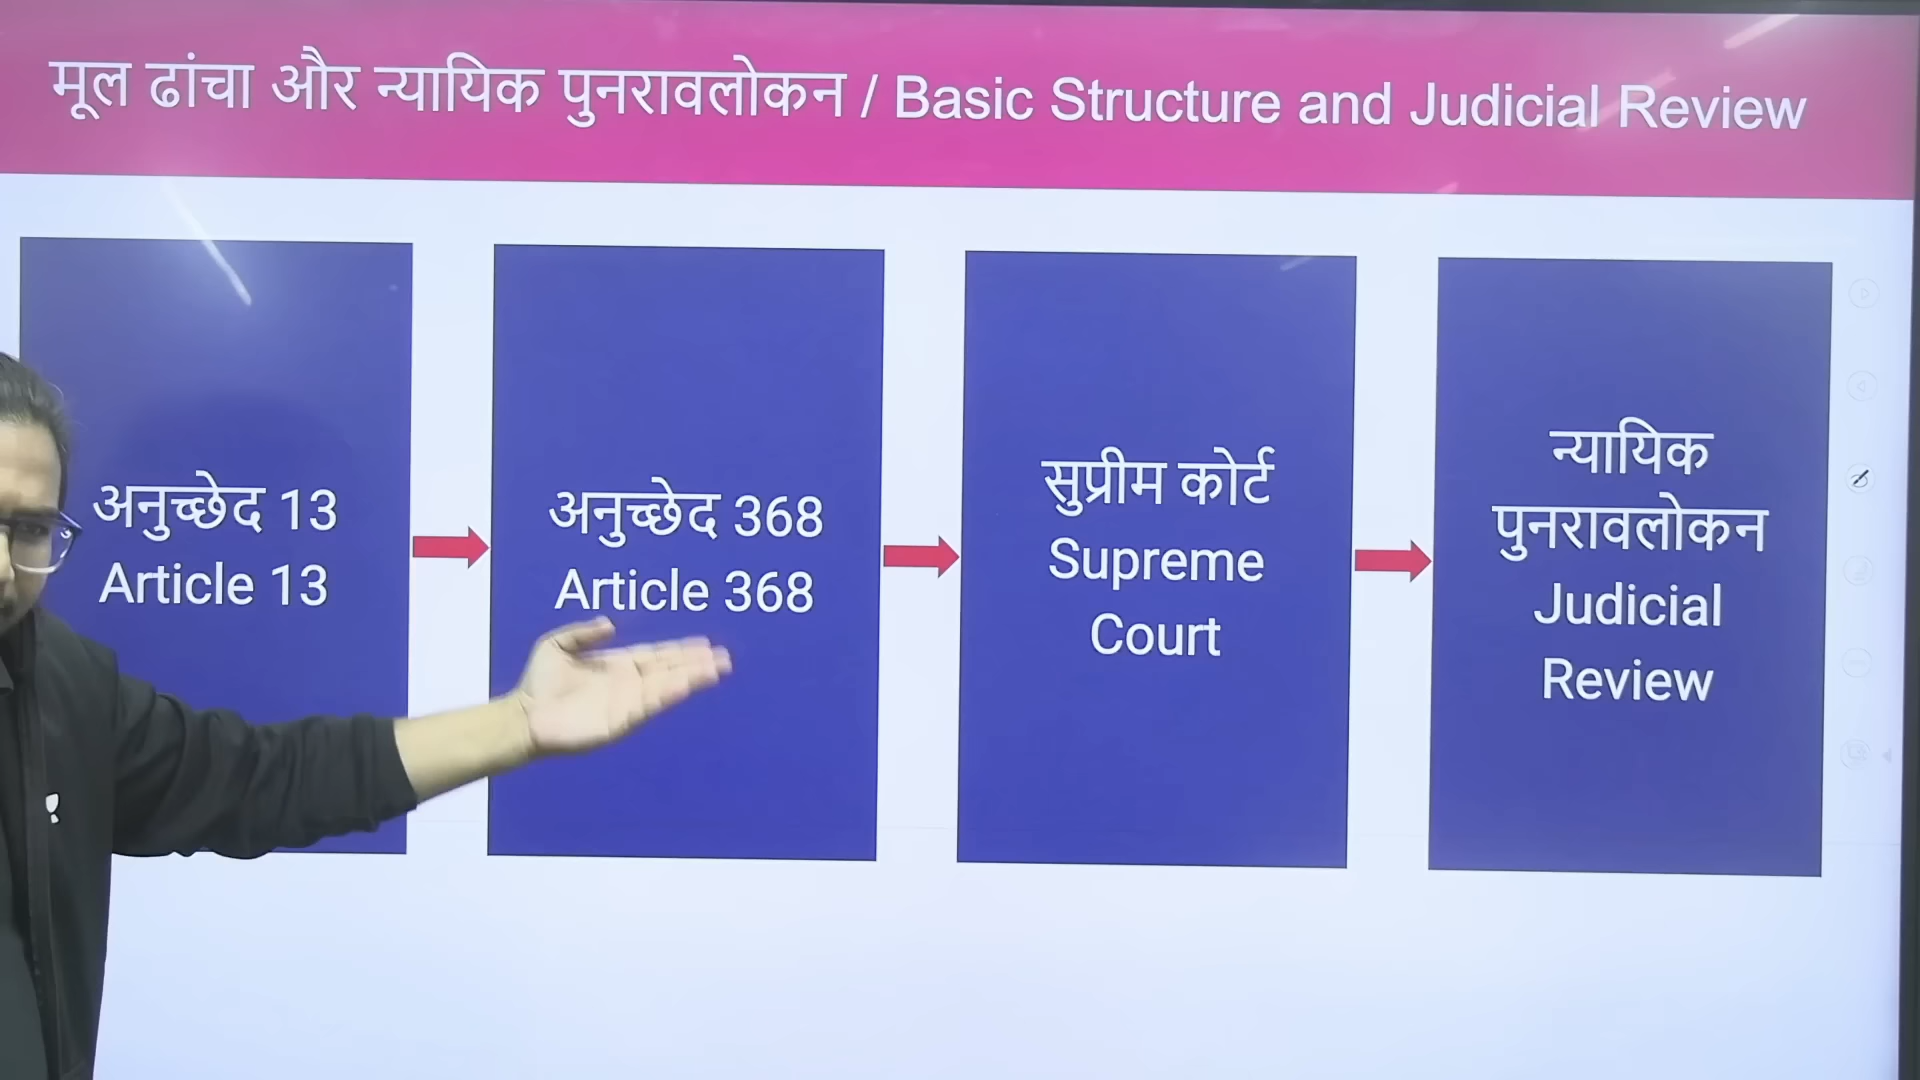 मूल ढांचा और न्यायिक पुनरावलोकन / Basic Structure and Judicial Review
अनुच्छेद 13
Article 13
अनुच्छेद 368
Article 368
सुप्रीम कोर्ट
Supreme
Court
न्यायिक
पुनरावलोकन
Judicial
Review